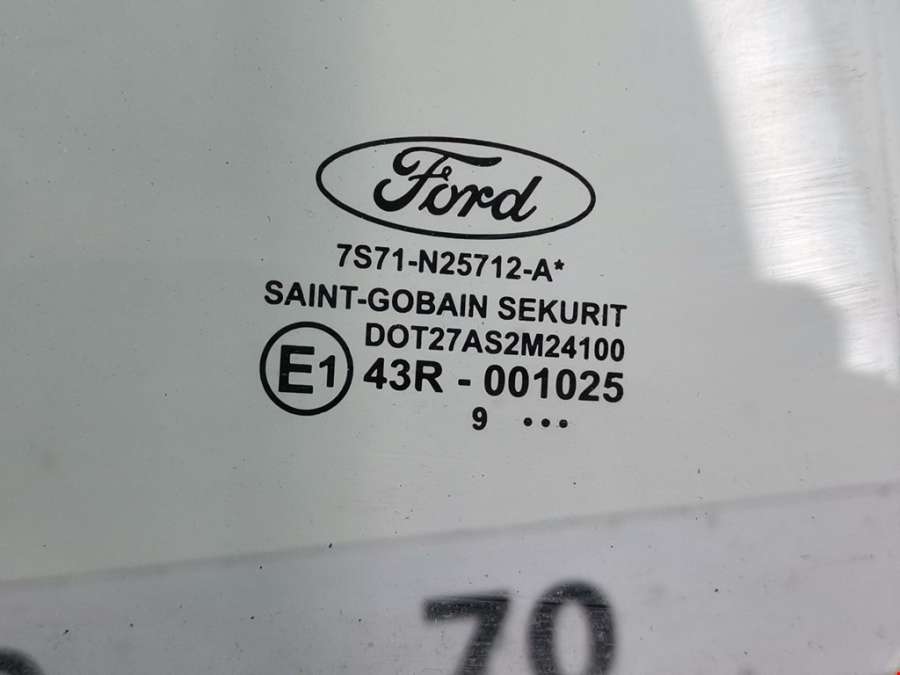 Ford
7S71-N25712-A*
SAINT-GOBAIN SEKURIT
DOT27AS2M24100
E1 43R - 001025
9 •••
70